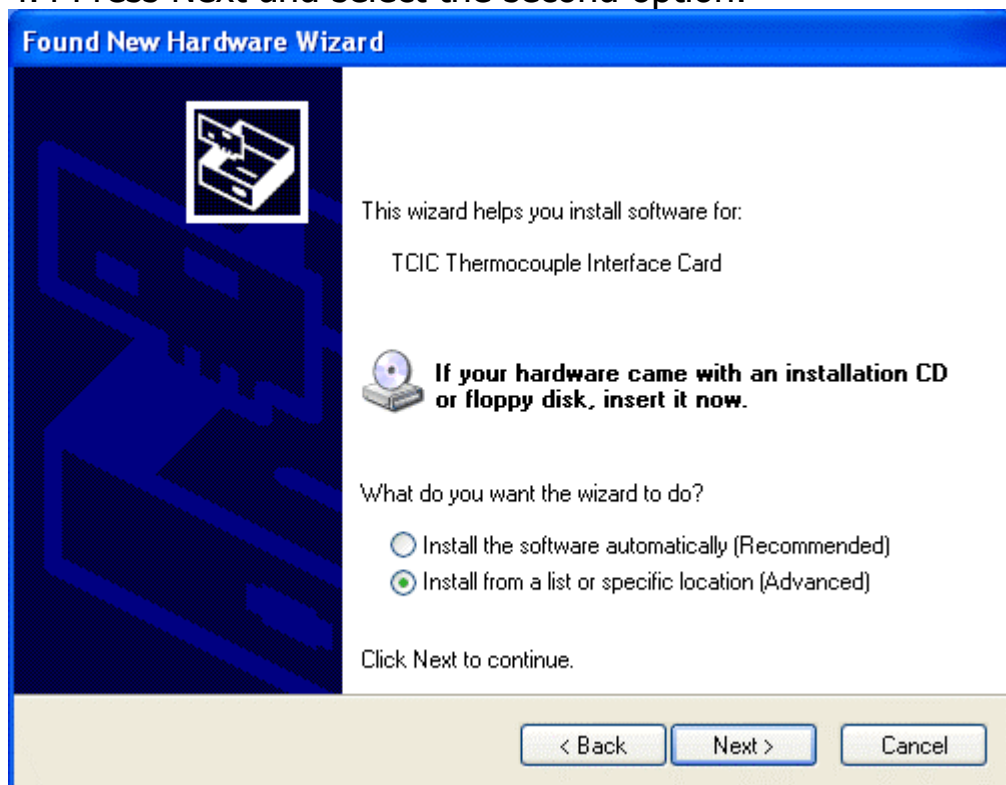 Press Next and select the second option.
Found New Hardware Wizard
This wizard helps you install software for:
TCIC Thermocouple Interface Card
If your hardware came with an installation CD
or floppy disk, insert it now.
What do you want the wizard to do?
Install the software automatically (Recommended)
Install from a list or specific location (Advanced)
Click Next to continue.
< Back Next > Cancel